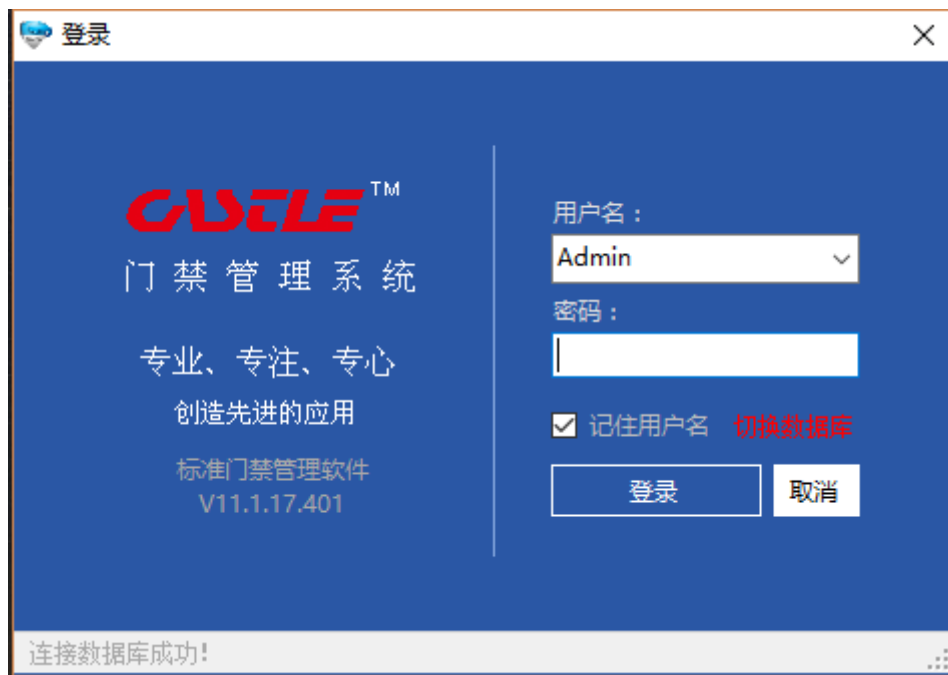 登录
CASTLE™
门禁管理系统
专业、专注、专心
创造先进的应用
标准门禁管理软件
V11.1.17.401
用户名：
Admin
密码：
记住用户名 切换数据库
登录 取消
连接数据库成功!